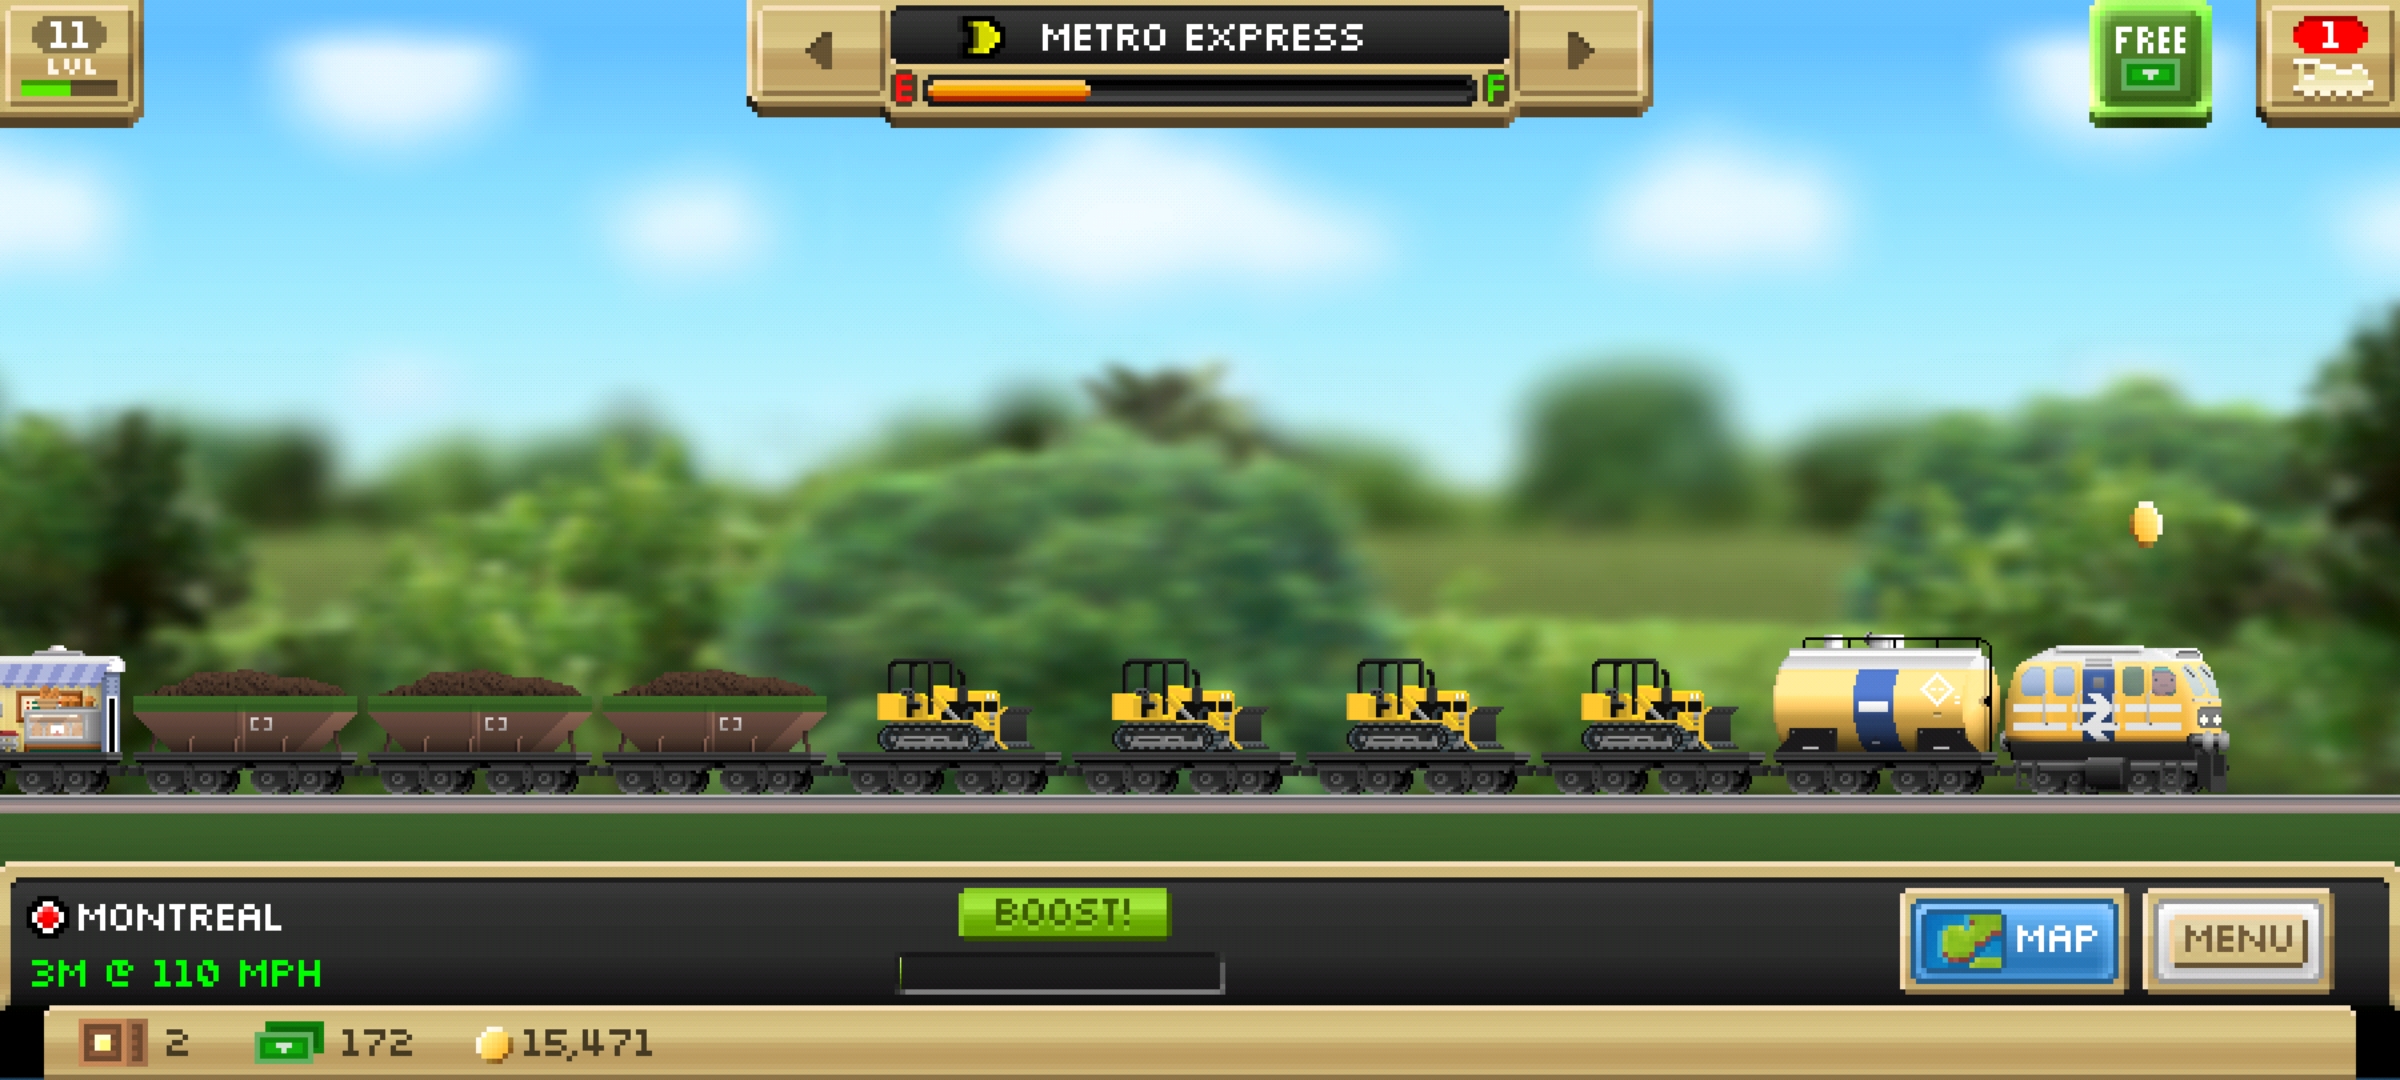 11
LVL
METRO EXPRESS
E F
FREE
1
MONTREAL
3M @ 110 MPH
BOOST!
MAP
MENU
2
172
15,471